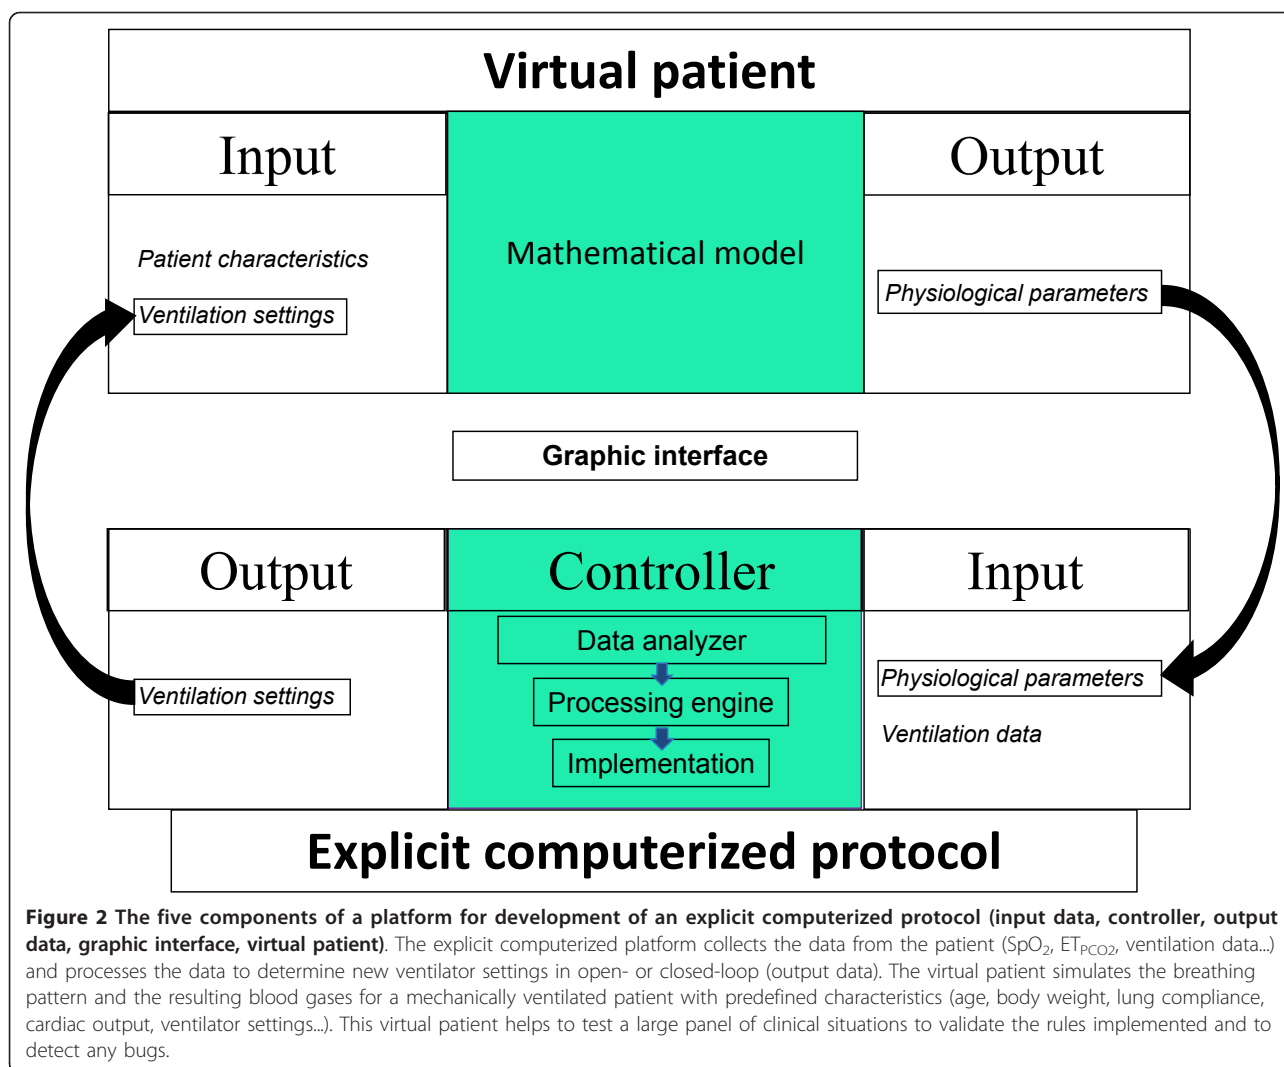 Virtual patient
Input
Output
Patient characteristics
Ventilation settings
Mathematical model
Physiological parameters
Graphic interface
Output
Controller
Input
Ventilation settings
Data analyzer
Processing engine
Implementation
Physiological parameters
Ventilation data
Explicit computerized protocol
Figure 2 The five components of a platform for development of an explicit computerized protocol (input data, controller, output
data, graphic interface, virtual patient). The explicit computerized platform collects the data from the patient (SpO2, ETPCO2, ventilation data...)
and processes the data to determine new ventilator settings in open- or closed-loop (output data). The virtual patient simulates the breathing
pattern and the resulting blood gases for a mechanically ventilated patient with predefined characteristics (age, body weight, lung compliance,
cardiac output, ventilator settings...). This virtual patient helps to test a large panel of clinical situations to validate the rules implemented and to
detect any bugs.